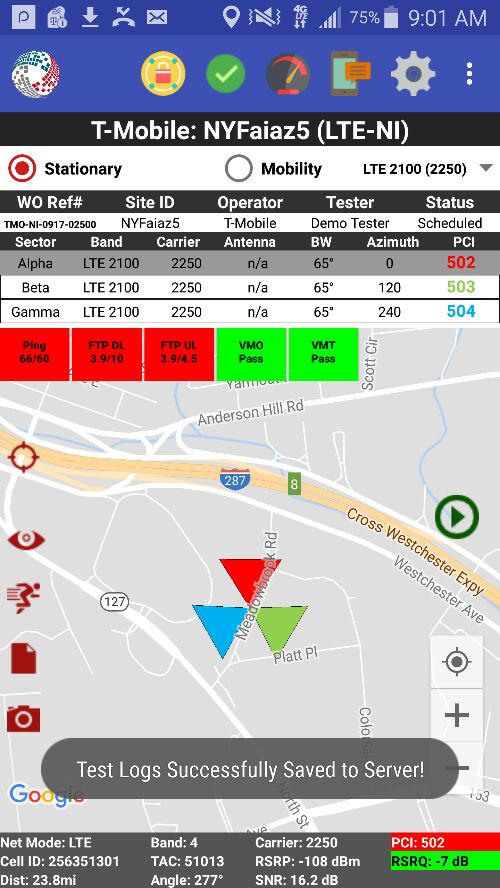 4G LTE 75% 9:01 AM
T-Mobile: NYFaiaz5 (LTE-NI)
Stationary Mobility LTE 2100 (2250)
WO Ref# Site ID Operator Tester Status
TMO-NI-0917-02500 NYFaiaz5 T-Mobile Demo Tester Scheduled
Sector Band Carrier Antenna BW Azimuth PCI
Alpha LTE 2100 2250 n/a 65° 0 502
Beta LTE 2100 2250 n/a 65° 120 503
Gamma LTE 2100 2250 n/a 65° 240 504
Ping FTP DL FTP UL VMO VMT
66/60 3.9/10 3.9/4.5 Pass Pass
Scott Cir
Yarmouth
Anderson Hill Rd
287
8
Cross Westchester Expy
Westchester Ave
Meadowbrook Rd
127
Platt Pl
Colonial
Test Logs Successfully Saved to Server!
Google
153
North St
Ave
Net Mode: LTE Band: 4 Carrier: 2250 PCI: 502
Cell ID: 256351301 TAC: 51013 RSRP: -108 dBm RSRQ: -7 dB
Dist: 23.8mi Angle: 277° SNR: 16.2 dB